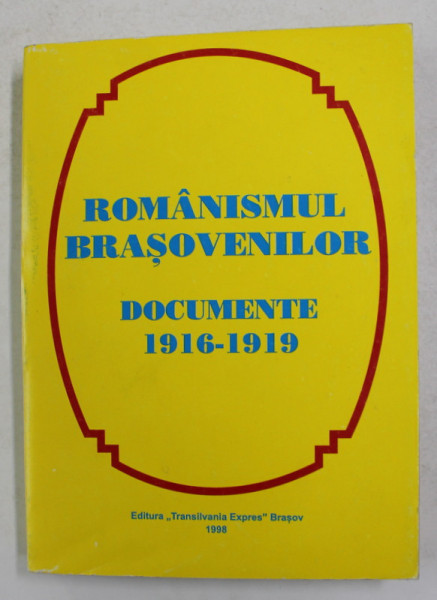 ROMÂNISMUL
BRAȘOVENILOR
DOCUMENTE
1916-1919
Editura „Transilvania Expres" Brașov
1998